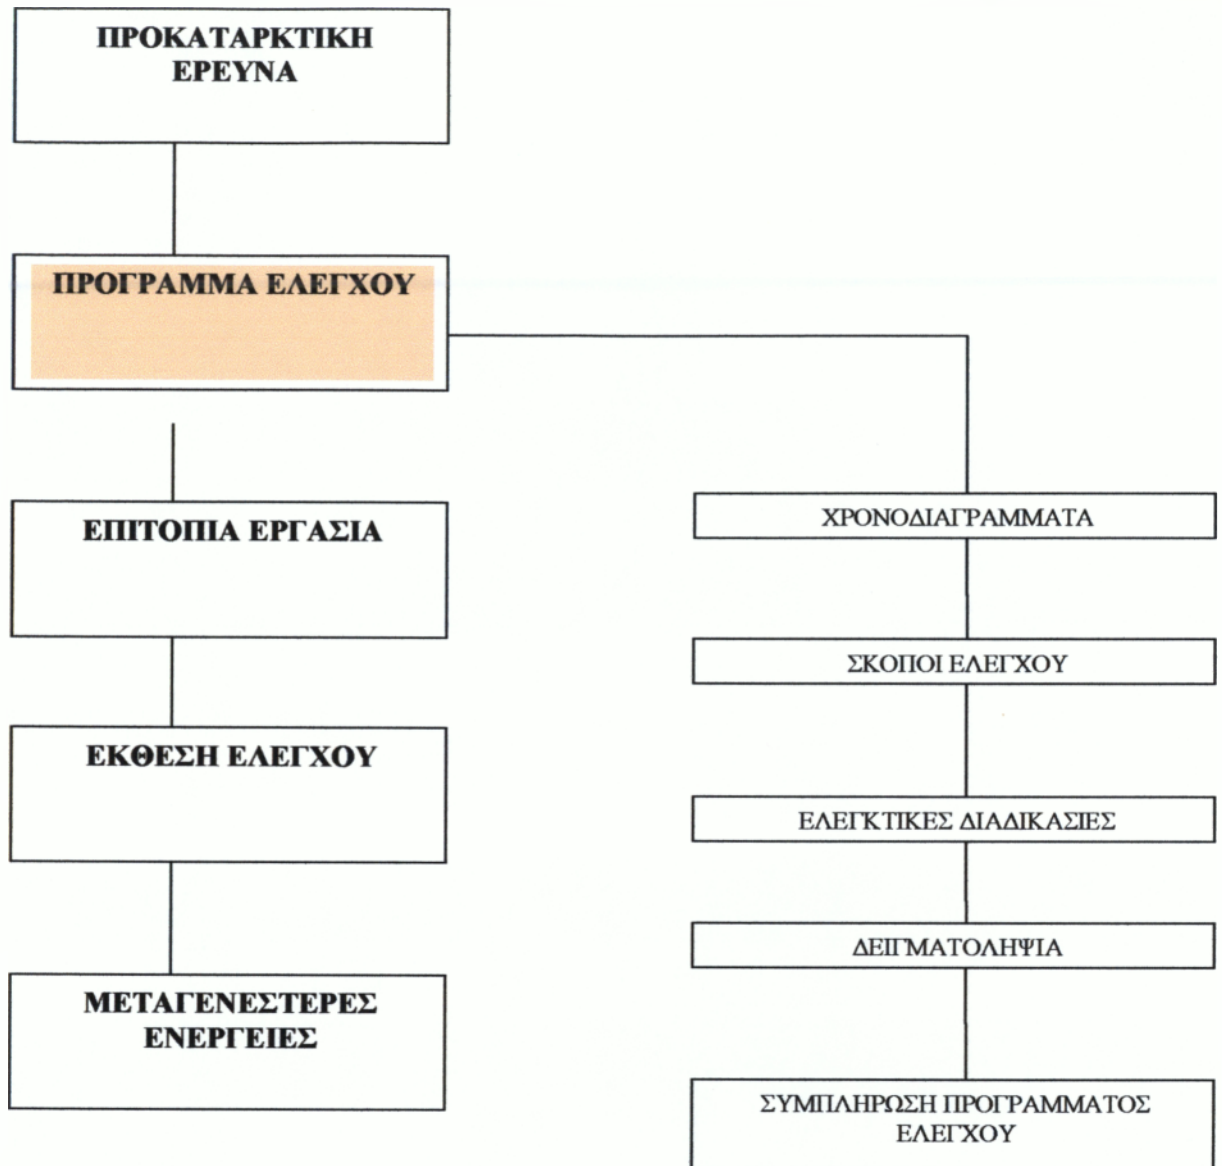 ΠΡΟΚΑΤΑΡΚΤΙΚΗ
ΕΡΕΥΝΑ
ΠΡΟΓΡΑΜΜΑ ΕΛΕΓΧΟΥ
ΕΠΙΤΟΠΙΑ ΕΡΓΑΣΙΑ
ΕΚΘΕΣΗ ΕΛΕΓΧΟΥ
ΜΕΤΑΓΕΝΕΣΤΕΡΕΣ
ΕΝΕΡΓΕΙΕΣ
ΧΡΟΝΟΔΙΑΓΡΑΜΜΑΤΑ
ΣΚΟΠΟΙ ΕΛΕΓΧΟΥ
ΕΛΕΓΚΤΙΚΕΣ ΔΙΑΔΙΚΑΣΙΕΣ
ΔΕΙΓΜΑΤΟΛΗΨΙΑ
ΣΥΜΠΛΗΡΩΣΗ ΠΡΟΓΡΑΜΜΑΤΟΣ
ΕΛΕΓΧΟΥ